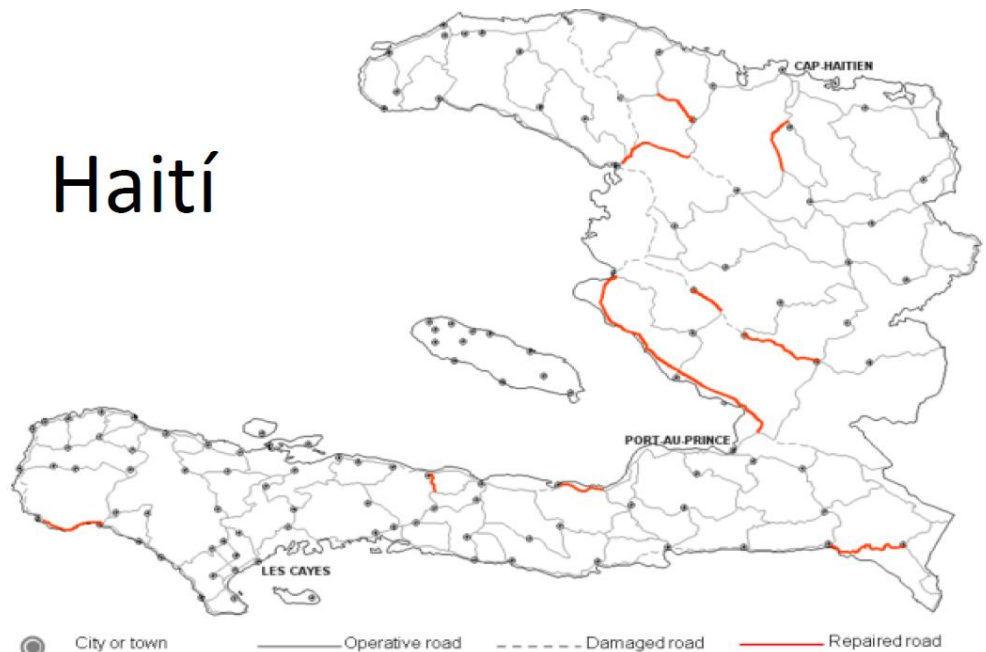 CAP-HAITIEN
Haití
PORT-AU-PRINCE
LES CAYES
City or town
Operative road
Damaged road
Repaired road